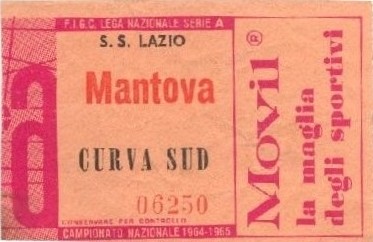 F.I.G.C. LEGA NAZIONALE SERIE A
S. S. LAZIO
Mantova
CURVA SUD
06250
CONSERVARE PER CONTROLLO
CAMPIONATO NAZIONALE 1964-1965
Movil®
la maglia
degli sportivi